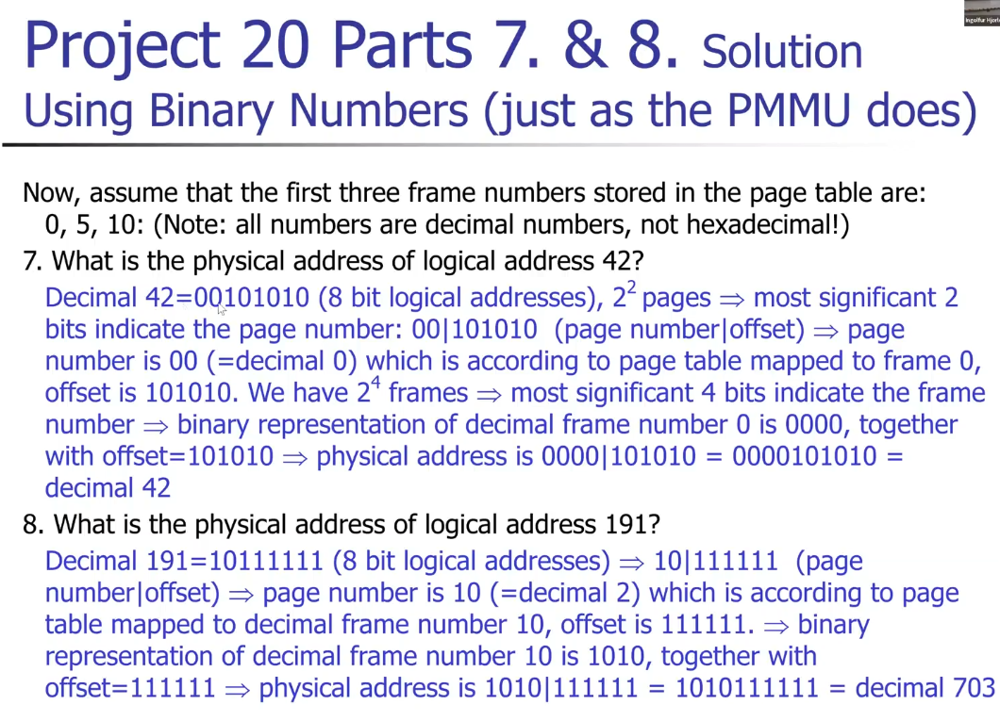 Ingolfur Hjörl
Project 20 Parts 7. & 8. Solution
Using Binary Numbers (just as the PMMU does)
Now, assume that the first three frame numbers stored in the page table are:
0, 5, 10: (Note: all numbers are decimal numbers, not hexadecimal!)
7. What is the physical address of logical address 42?
Decimal 42=00101010 (8 bit logical addresses), 2² pages ⇒ most significant 2
bits indicate the page number: 00|101010 (page number|offset) ⇒ page
number is 00 (=decimal 0) which is according to page table mapped to frame 0,
offset is 101010. We have 2⁴ frames ⇒ most significant 4 bits indicate the frame
number ⇒ binary representation of decimal frame number 0 is 0000, together
with offset=101010 ⇒ physical address is 0000|101010 = 0000101010 =
decimal 42
8. What is the physical address of logical address 191?
Decimal 191=10111111 (8 bit logical addresses) ⇒ 10|111111 (page
number|offset) ⇒ page number is 10 (=decimal 2) which is according to page
table mapped to decimal frame number 10, offset is 111111. ⇒ binary
representation of decimal frame number 10 is 1010, together with
offset=111111 ⇒ physical address is 1010|111111 = 1010111111 = decimal 703